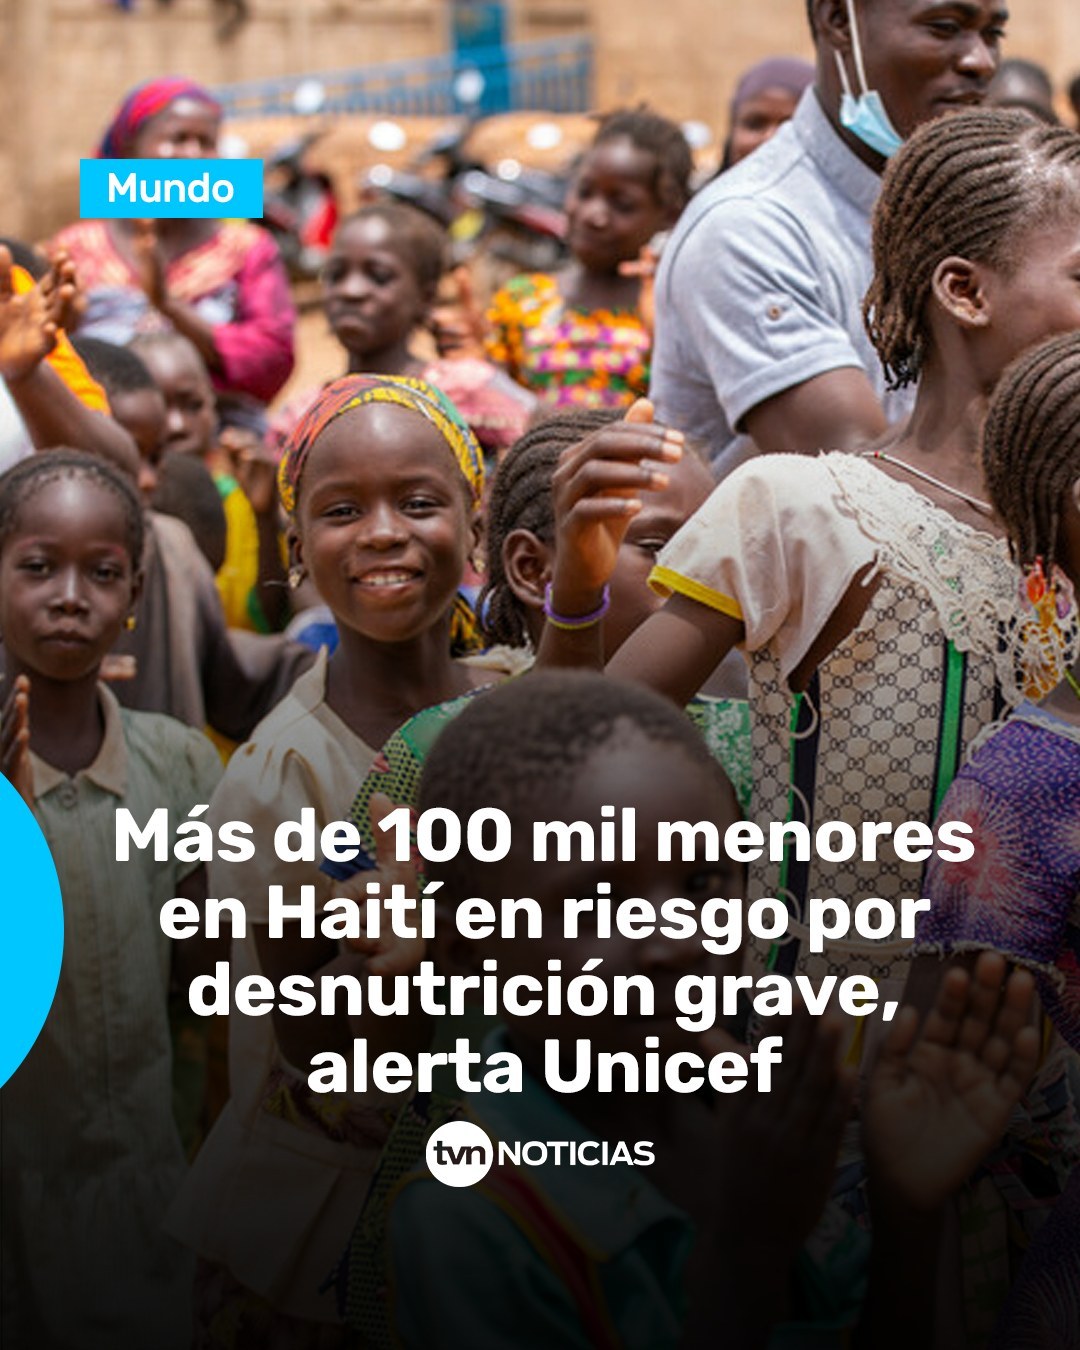 Mundo
Más de 100 mil menores
en Haití en riesgo por
desnutrición grave,
alerta Unicef
tvn NOTICIAS